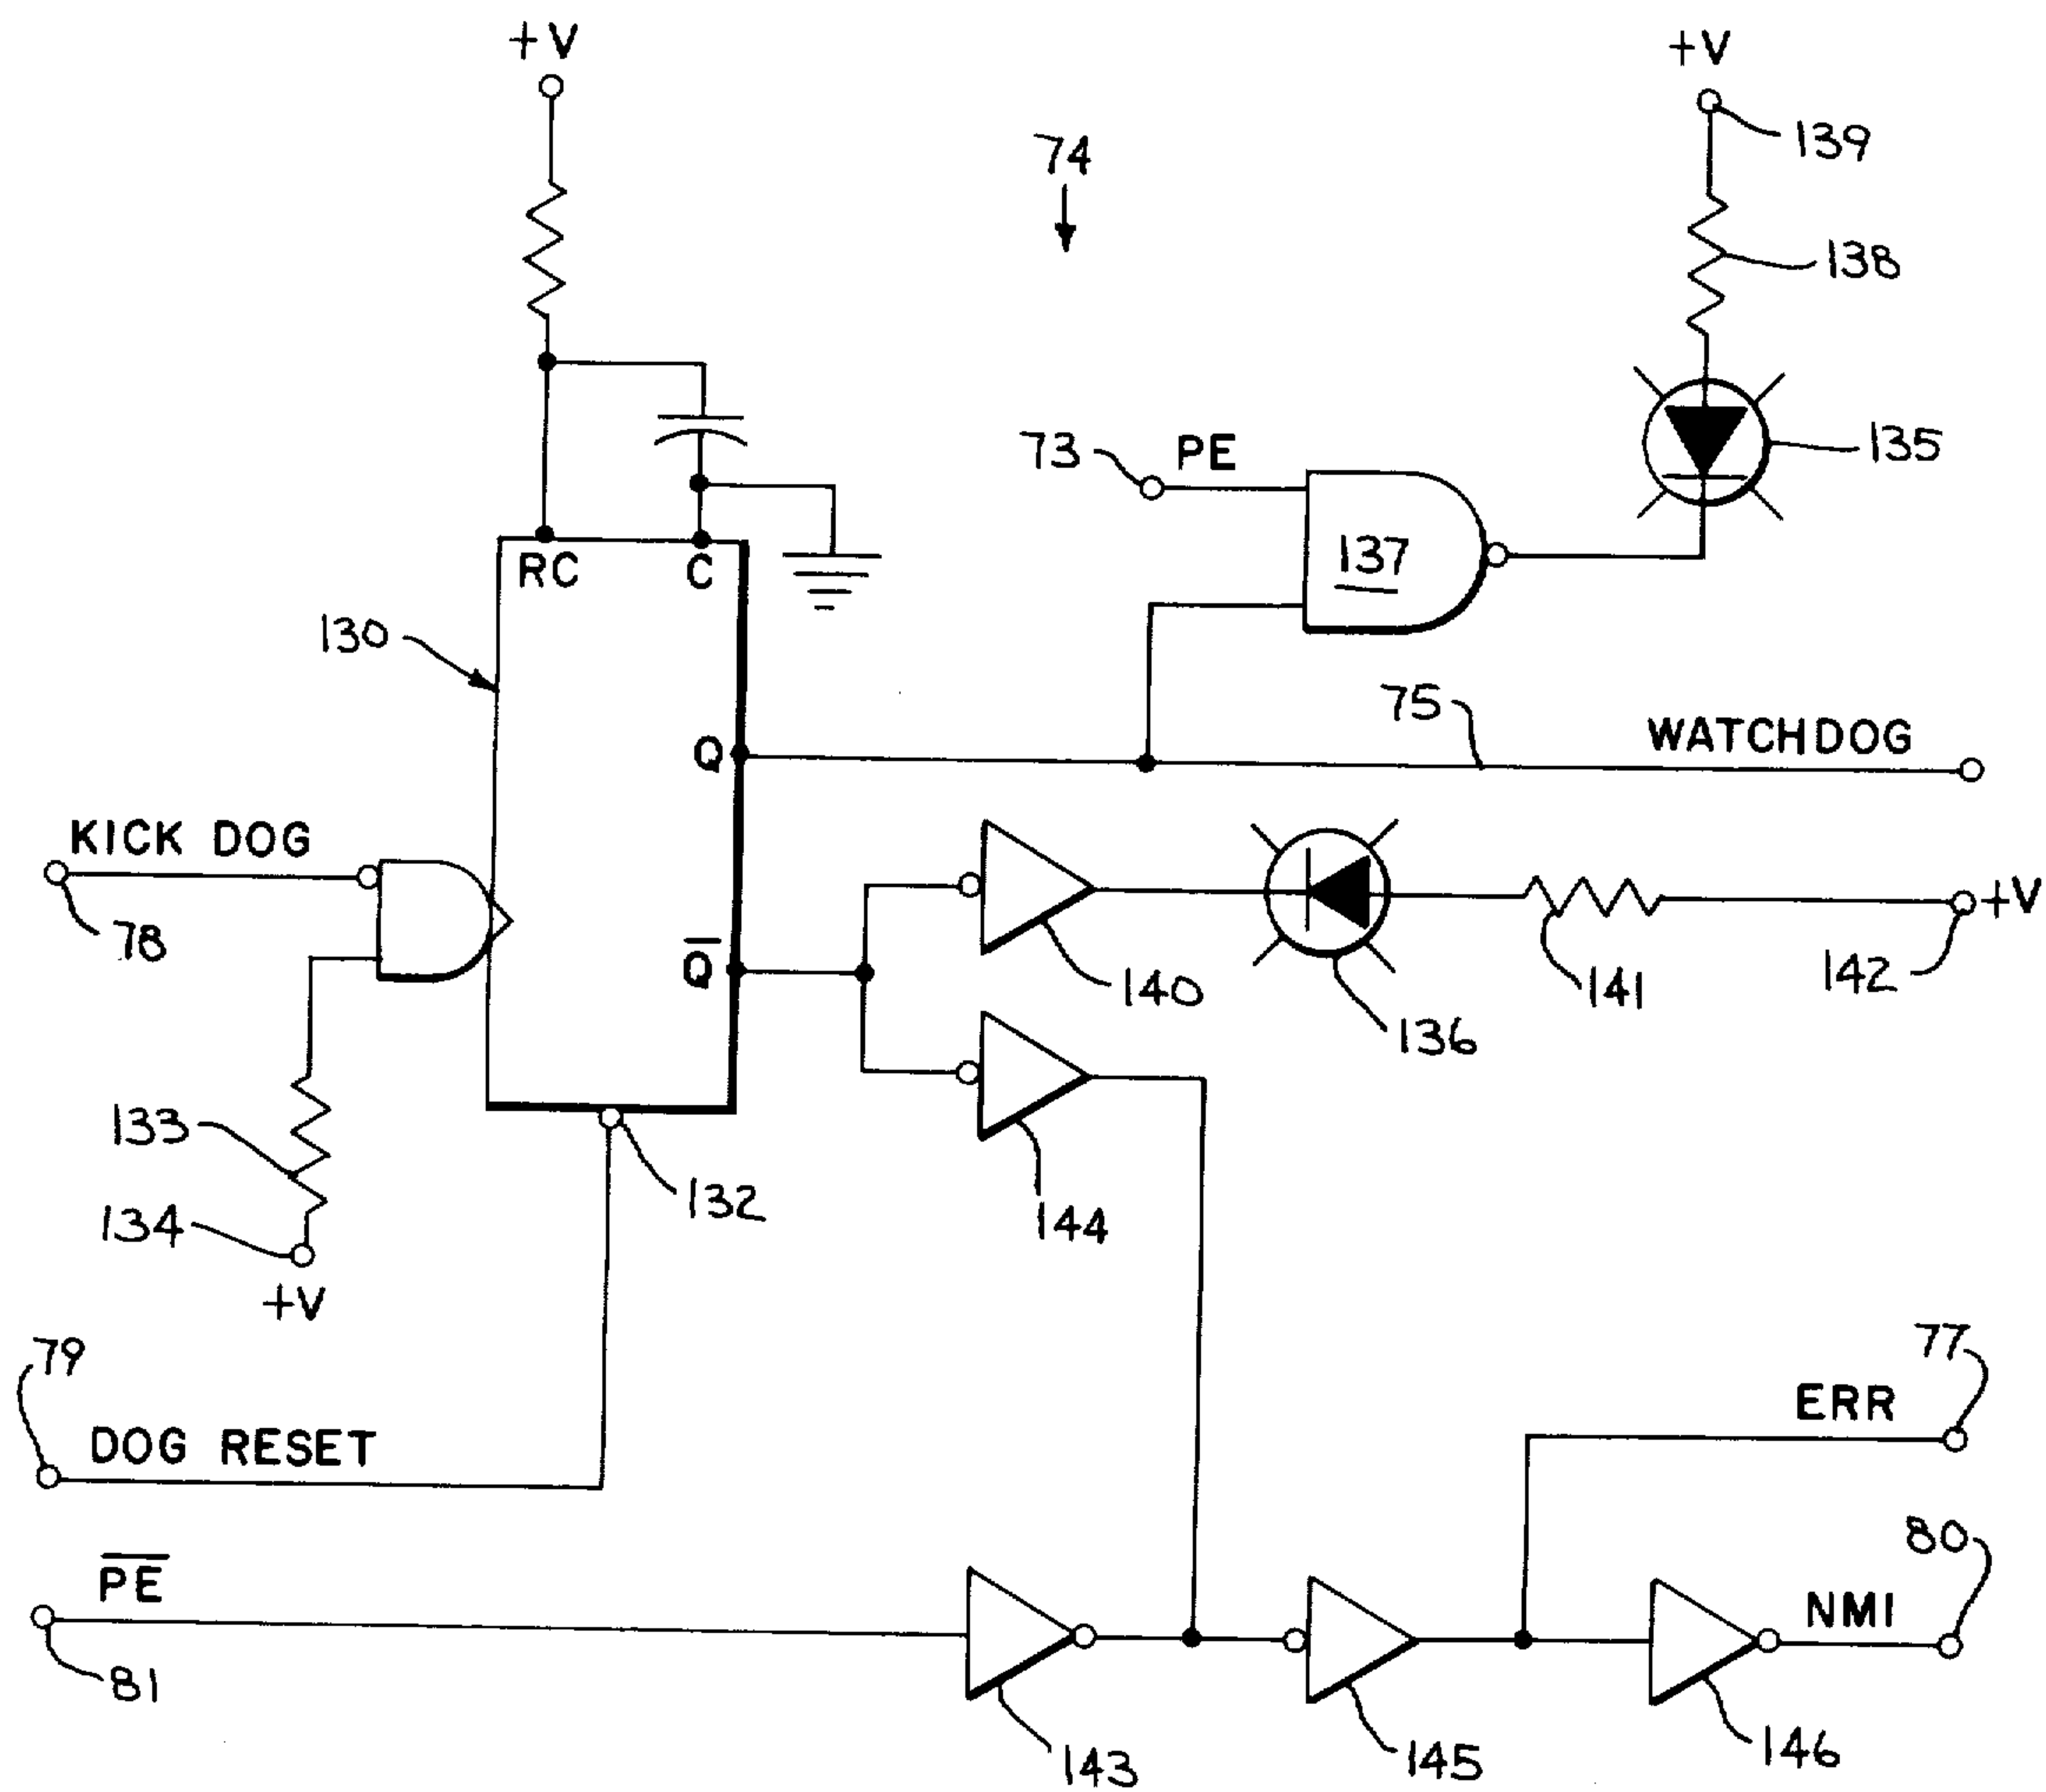 +V
+V
139
74
138
73
PE
135
137
RC
C
130
75
WATCHDOG
Q
KICK DOG
78
Q̅
+V
140
141
142
136
133
132
134
144
+V
79
77
ERR
DOG RESET
80
P̅E̅
NMI
81
143
145
146